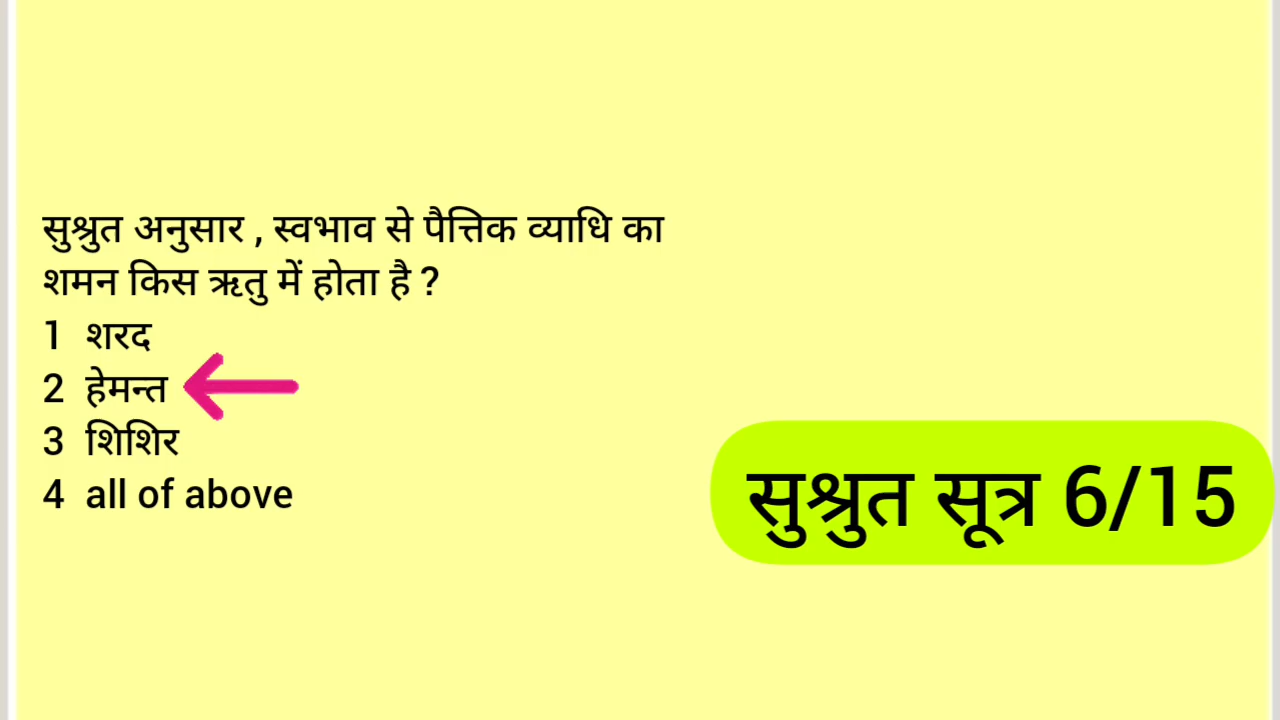 सुश्रुत अनुसार , स्वभाव से पैत्तिक व्याधि का
शमन किस ऋतु में होता है ?
1 शरद
2 हेमन्त
3 शिशिर
4 all of above
सुश्रुत सूत्र 6/15